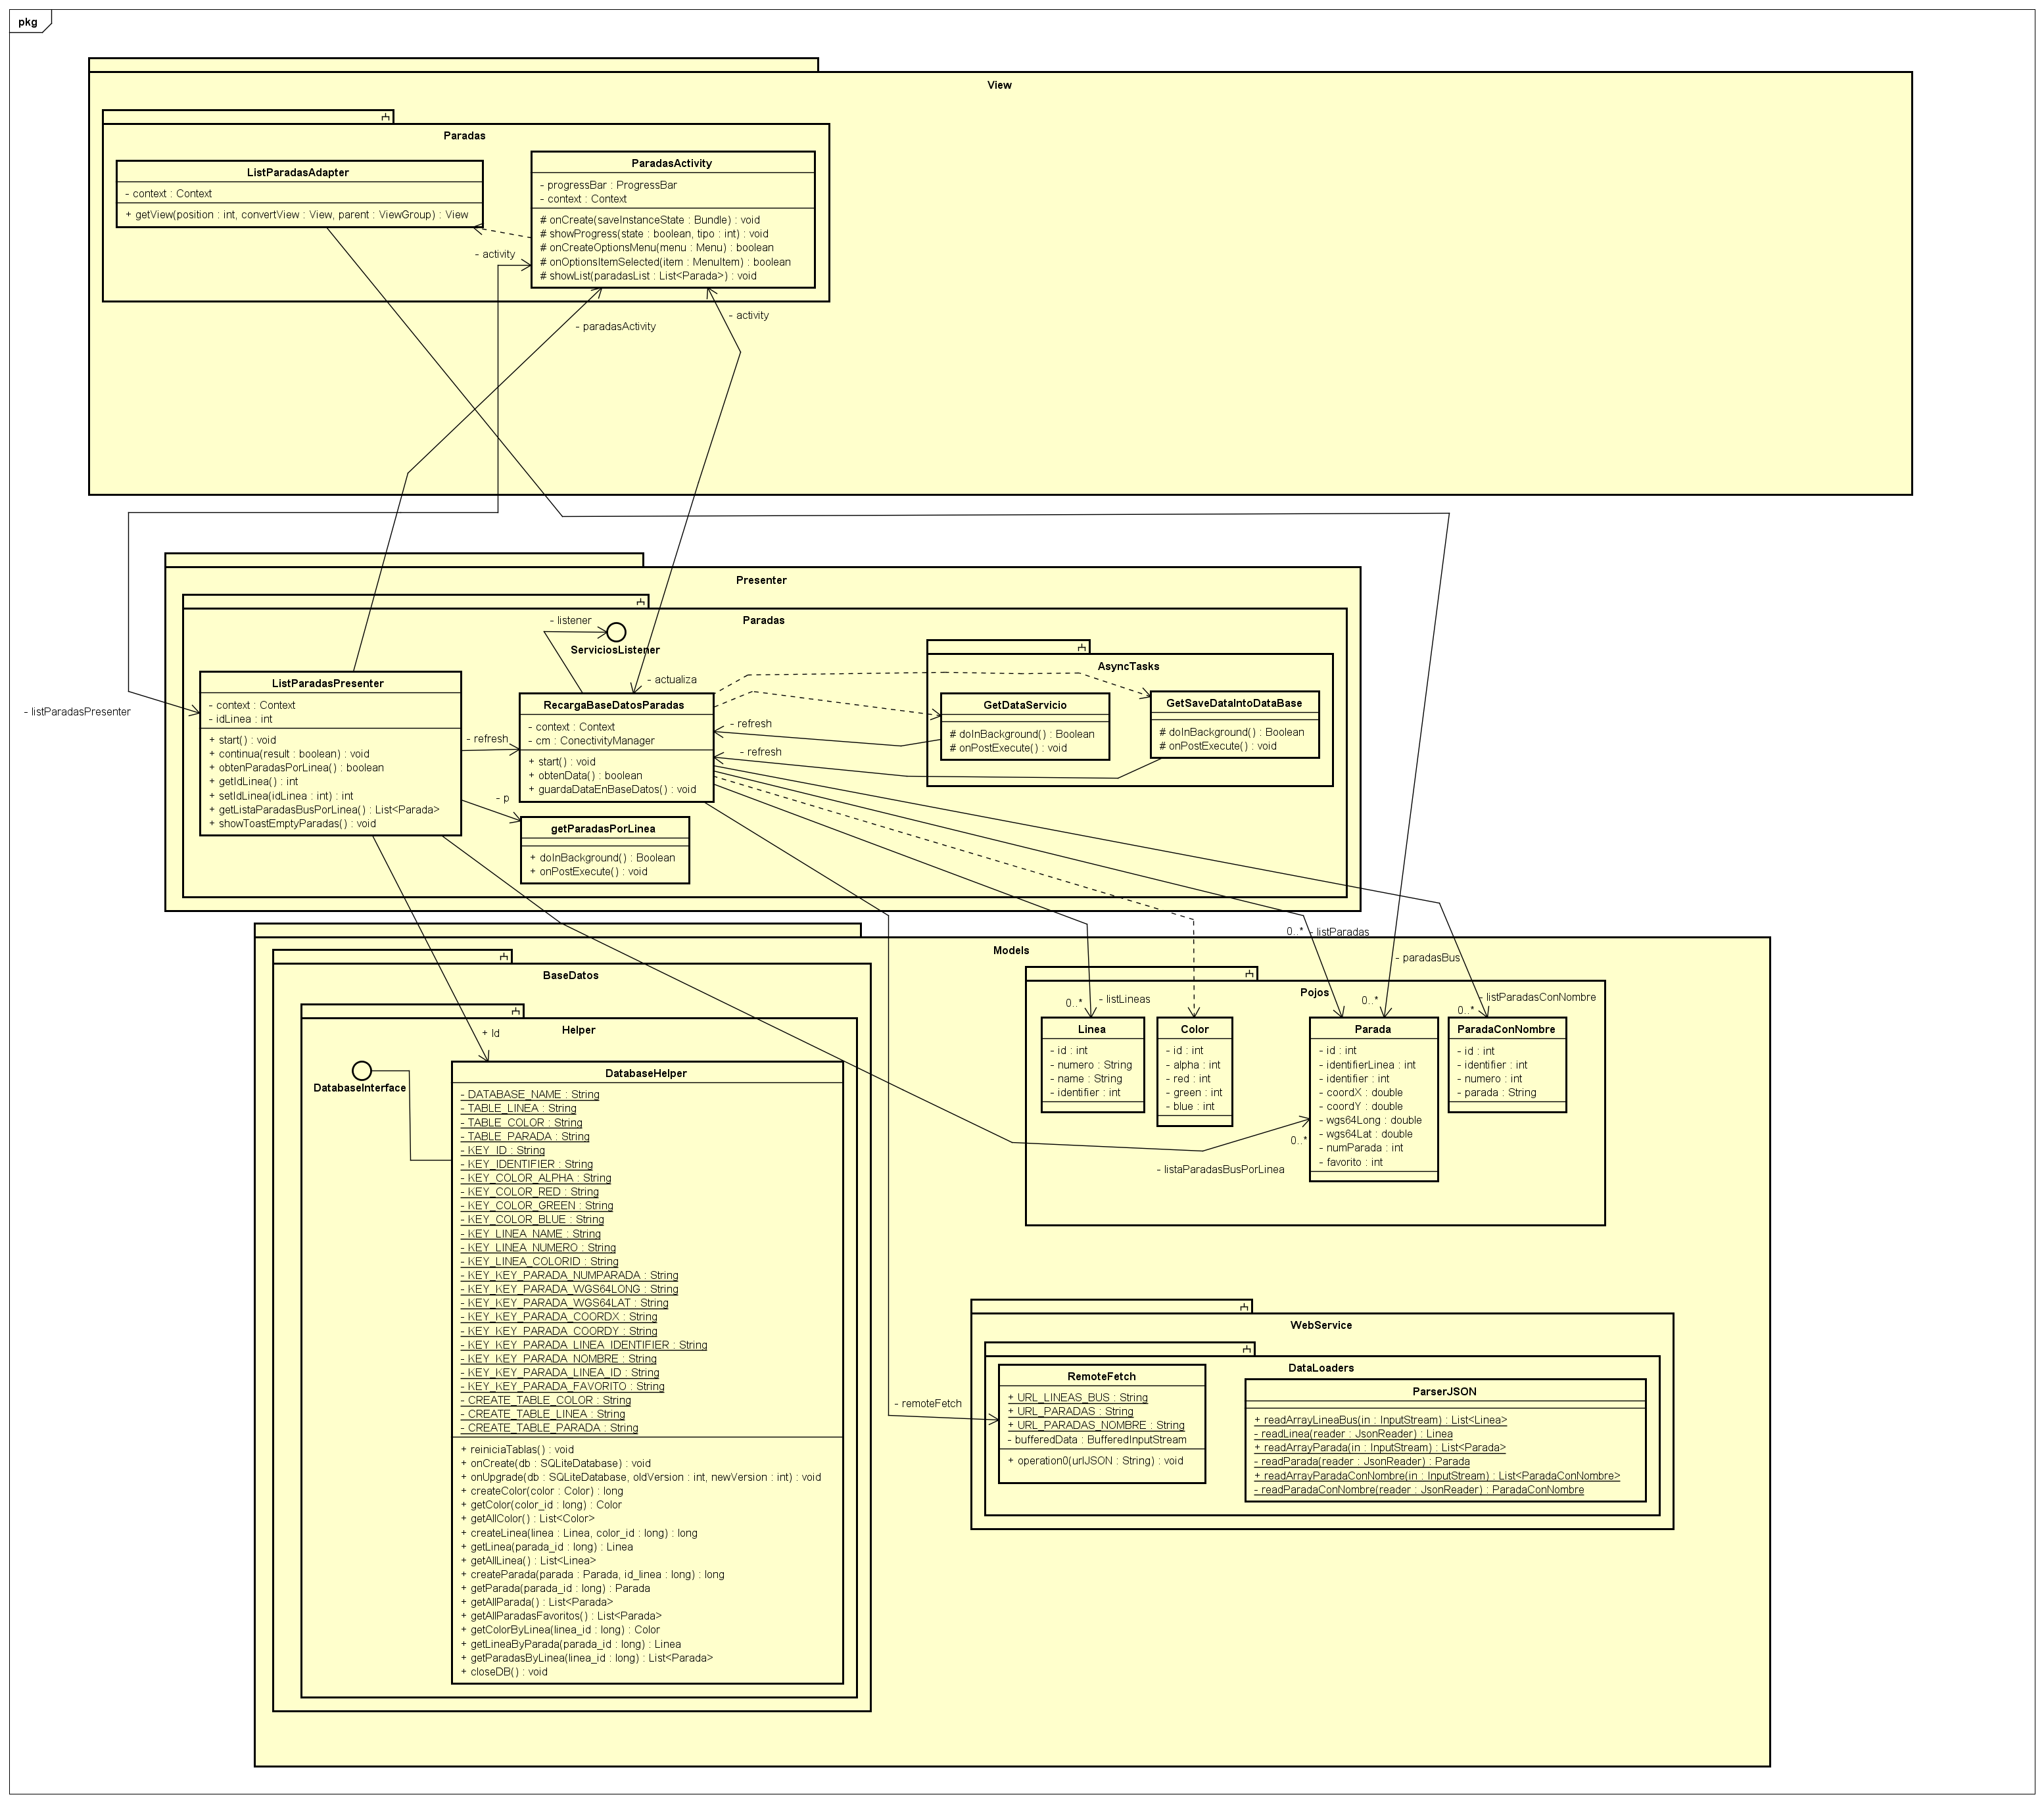 pkg
View
Paradas
ListParadasAdapter
- context : Context
+ getView(position : int, convertView : View, parent : ViewGroup) : View
ParadasActivity
- progressBar : ProgressBar
- context : Context
# onCreate(saveInstanceState : Bundle) : void
# showProgress(state : boolean, tipo : int) : void
# onCreateOptionsMenu(menu : Menu) : boolean
# onOptionsItemSelected(item : MenuItem) : boolean
# showList(paradasList : List<Parada>) : void
- activity
- paradasActivity
- activity
Presenter
Paradas
- listener
ServiciosListener
- actualiza
- listParadasPresenter
ListParadasPresenter
- context : Context
- idLinea : int
+ start() : void
+ continua(result : boolean) : void
+ obtenParadasPorLinea() : boolean
+ getIdLinea() : int
+ setIdLinea(idLinea : int) : int
+ getListaParadasBusPorLinea() : List<Parada>
+ showToastEmptyParadas() : void
- refresh
- p
RecargaBaseDatosParadas
- context : Context
- cm : ConectivityManager
+ start() : void
+ obtenData() : boolean
+ guardaDataEnBaseDatos() : void
getParadasPorLinea
+ doInBackground() : Boolean
+ onPostExecute() : void
AsyncTasks
GetDataServicio
# doInBackground() : Boolean
# onPostExecute() : void
GetSaveDataIntoDataBase
# doInBackground() : Boolean
# onPostExecute() : void
- refresh
- refresh
Models
BaseDatos
Helper
+ ld
DatabaseInterface
DatabaseHelper
- DATABASE_NAME : String
- TABLE_LINEA : String
- TABLE_COLOR : String
- TABLE_PARADA : String
- KEY_ID : String
- KEY_IDENTIFIER : String
- KEY_COLOR_ALPHA : String
- KEY_COLOR_RED : String
- KEY_COLOR_GREEN : String
- KEY_COLOR_BLUE : String
- KEY_LINEA_NAME : String
- KEY_LINEA_NUMERO : String
- KEY_LINEA_COLORID : String
- KEY_KEY_PARADA_NUMPARADA : String
- KEY_KEY_PARADA_WGS64LONG : String
- KEY_KEY_PARADA_WGS64LAT : String
- KEY_KEY_PARADA_COORDX : String
- KEY_KEY_PARADA_COORDY : String
- KEY_KEY_PARADA_LINEA_IDENTIFIER : String
- KEY_KEY_PARADA_NOMBRE : String
- KEY_KEY_PARADA_LINEA_ID : String
- KEY_KEY_PARADA_FAVORITO : String
- CREATE_TABLE_COLOR : String
- CREATE_TABLE_LINEA : String
- CREATE_TABLE_PARADA : String
+ reiniciaTablas() : void
+ onCreate(db : SQLiteDatabase) : void
+ onUpgrade(db : SQLiteDatabase, oldVersion : int, newVersion : int) : void
+ createColor(color : Color) : long
+ getColor(color_id : long) : Color
+ getAllColor() : List<Color>
+ createLinea(linea : Linea, color_id : long) : long
+ getLinea(parada_id : long) : Linea
+ getAllLinea() : List<Linea>
+ createParada(parada : Parada, id_linea : long) : long
+ getParada(parada_id : long) : Parada
+ getAllParada() : List<Parada>
+ getAllParadasFavoritos() : List<Parada>
+ getColorByLinea(linea_id : long) : Color
+ getLineaByParada(parada_id : long) : Linea
+ getParadasByLinea(linea_id : long) : List<Parada>
+ closeDB() : void
Pojos
0..* - listParadas
- paradasBus
0..* - listLineas
0..*
0..* - listParadasConNombre
Linea
- id : int
- numero : String
- name : String
- identifier : int
Color
- id : int
- alpha : int
- red : int
- green : int
- blue : int
Parada
- id : int
- identifierLinea : int
- identifier : int
- coordX : double
- coordY : double
- wgs64Long : double
- wgs64Lat : double
- numParada : int
- favorito : int
ParadaConNombre
- id : int
- identifier : int
- numero : int
- parada : String
0..*
- listaParadasBusPorLinea
WebService
DataLoaders
- remoteFetch
RemoteFetch
+ URL_LINEAS_BUS : String
+ URL_PARADAS : String
+ URL_PARADAS_NOMBRE : String
- bufferedData : BufferedInputStream
+ operation0(urlJSON : String) : void
ParserJSON
+ readArrayLineaBus(in : InputStream) : List<Linea>
- readLinea(reader : JsonReader) : Linea
+ readArrayParada(in : InputStream) : List<Parada>
- readParada(reader : JsonReader) : Parada
+ readArrayParadaConNombre(in : InputStream) : List<ParadaConNombre>
- readParadaConNombre(reader : JsonReader) : ParadaConNombre